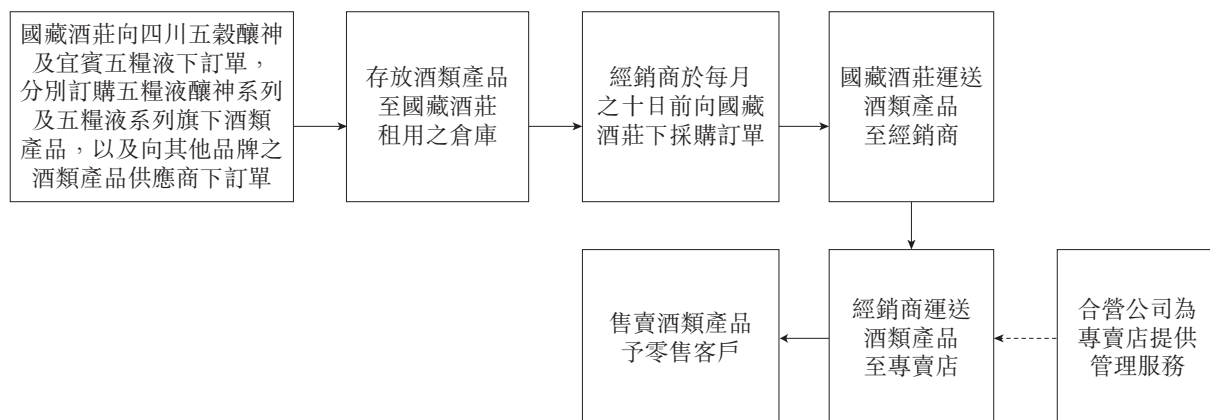 國藏酒莊向四川五穀釀神
及宜賓五糧液下訂單，
分別訂購五糧液釀神系列
及五糧液系列旗下酒類
產品，以及向其他品牌之
酒類產品供應商下訂單
存放酒類產品
至國藏酒莊
租用之倉庫
經銷商於每月
之十日前向國藏
酒莊下採購訂單
國藏酒莊運送
酒類產品
至經銷商
售賣酒類產品
予零售客戶
經銷商運送
酒類產品
至專賣店
合營公司為
專賣店提供
管理服務